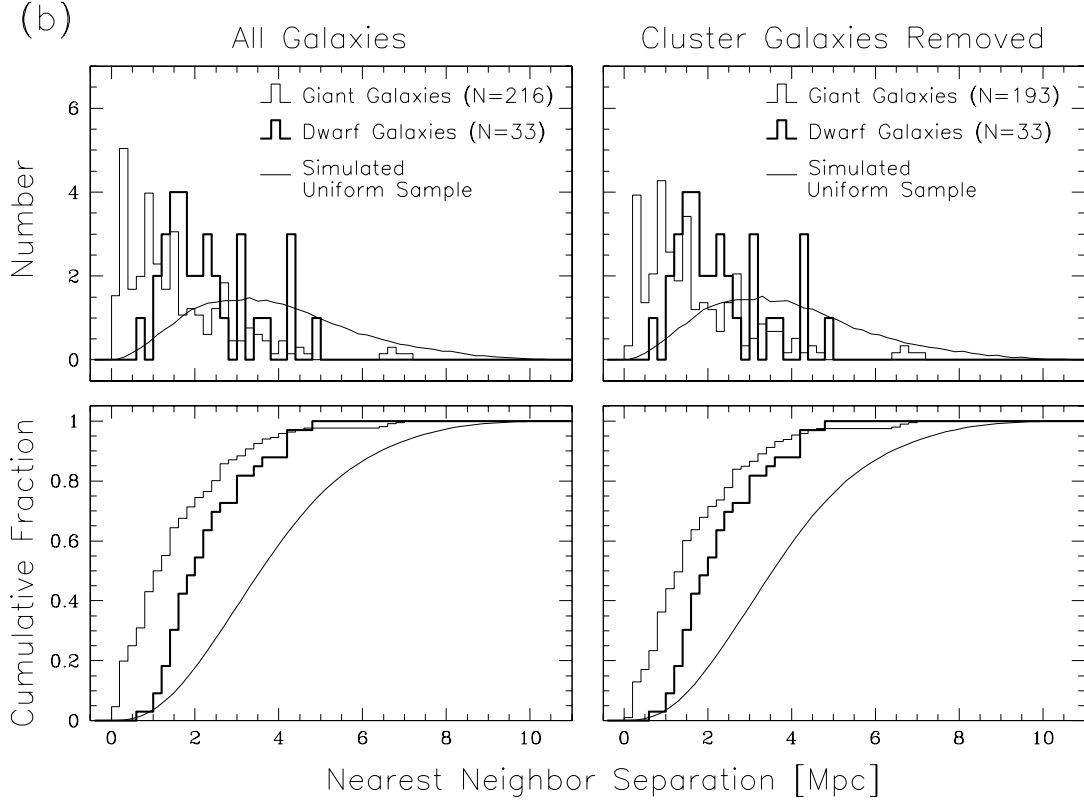 (b)
All Galaxies
Cluster Galaxies Removed
Giant Galaxies (N=216)
Dwarf Galaxies (N=33)
Simulated
Uniform Sample
Giant Galaxies (N=193)
Dwarf Galaxies (N=33)
Simulated
Uniform Sample
Number
6
4
2
0
Cumulative Fraction
1
0.8
0.6
0.4
0.2
0
0 2 4 6 8 10
0 2 4 6 8 10
Nearest Neighbor Separation [Mpc]